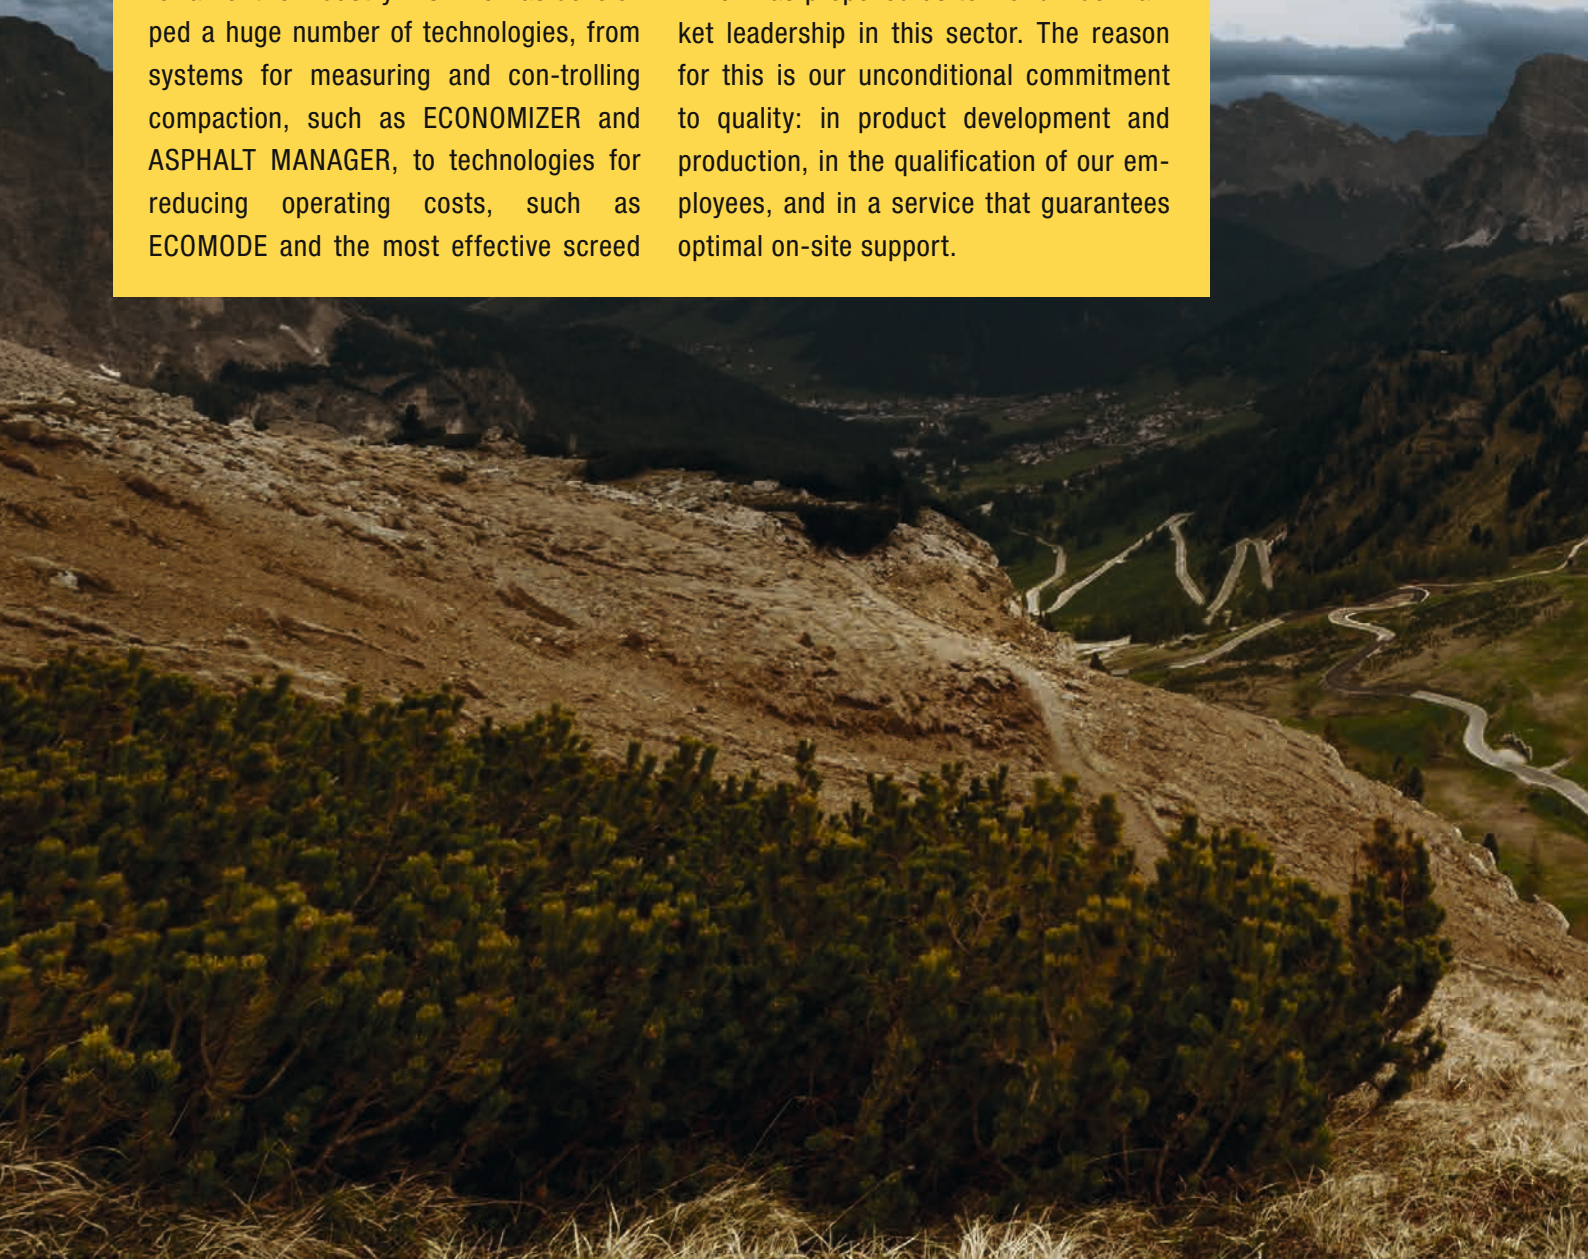 ped a huge number of technologies, from
systems for measuring and con-trolling
compaction, such as ECONOMIZER and
ASPHALT MANAGER, to technologies for
reducing operating costs, such as
ECOMODE and the most effective screed
ket leadership in this sector. The reason
for this is our unconditional commitment
to quality: in product development and
production, in the qualification of our em-
ployees, and in a service that guarantees
optimal on-site support.